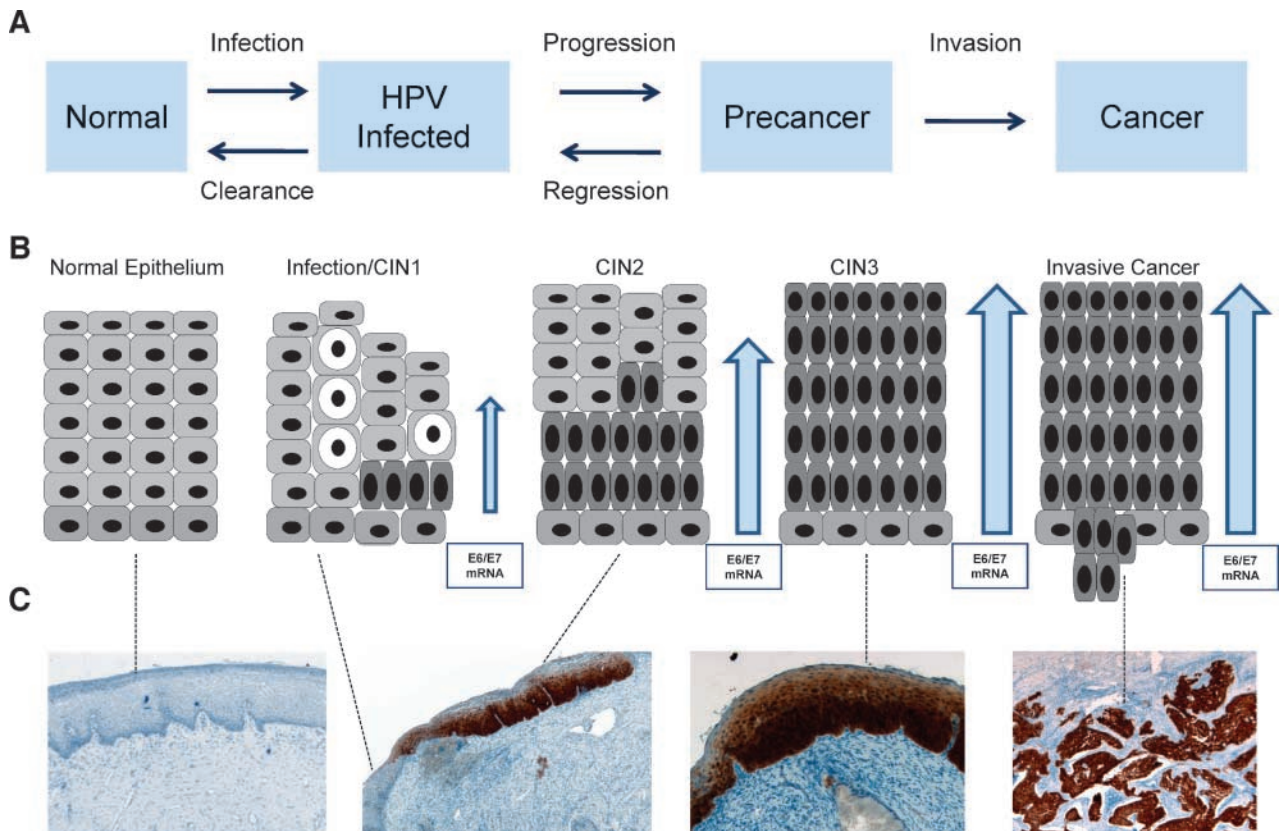 A
Infection
Progression
Invasion
Normal
HPV
Infected
Precancer
Cancer
Clearance
Regression
B
Normal Epithelium
Infection/CIN1
CIN2
CIN3
Invasive Cancer
E6/E7
mRNA
E6/E7
mRNA
E6/E7
mRNA
E6/E7
mRNA
C